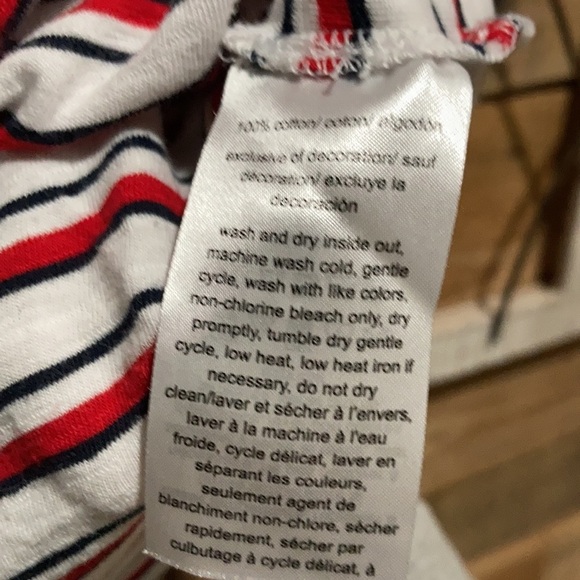 100% cotton/ coton/ algodón
exclusive of decoration/ sauf
décoration/ excluye la
decoración
wash and dry inside out,
machine wash cold, gentle
cycle, wash with like colors,
non-chlorine bleach only, dry
promptly, tumble dry gentle
cycle, low heat, low heat iron if
necessary, do not dry
clean/laver et sécher à l'envers,
laver à la machine à l'eau
froide, cycle délicat, laver en
séparant les couleurs,
seulement agent de
blanchiment non-chlore, sécher
rapidement, sécher par
culbutage à cycle délicat, à